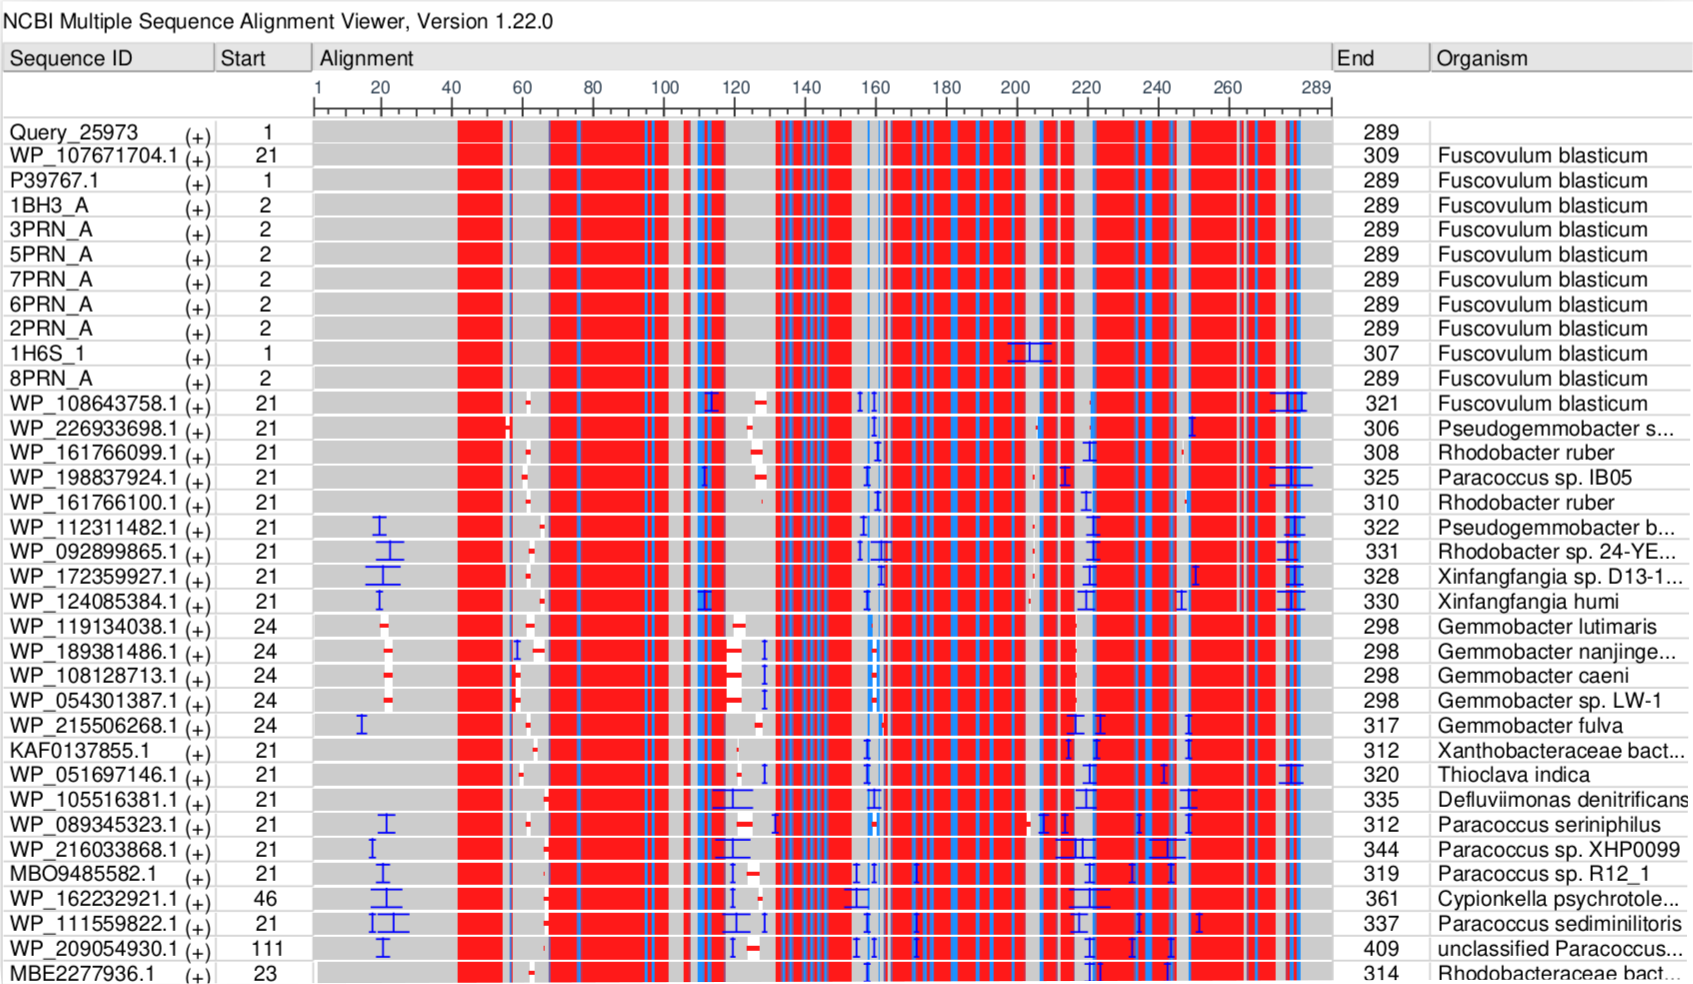 NCBI Multiple Sequence Alignment Viewer, Version 1.22.0
Sequence ID Start Alignment End Organism
1 20 40 60 80 100 120 140 160 180 200 220 240 260 289
Query_25973 (+) 1 289
WP_107671704.1 (+) 21 309 Fuscovulum blasticum
P39767.1 (+) 1 289 Fuscovulum blasticum
1BH3_A (+) 2 289 Fuscovulum blasticum
3PRN_A (+) 2 289 Fuscovulum blasticum
5PRN_A (+) 2 289 Fuscovulum blasticum
7PRN_A (+) 2 289 Fuscovulum blasticum
6PRN_A (+) 2 289 Fuscovulum blasticum
2PRN_A (+) 2 289 Fuscovulum blasticum
1H6S_1 (+) 1 307 Fuscovulum blasticum
8PRN_A (+) 2 289 Fuscovulum blasticum
WP_108643758.1 (+) 21 321 Fuscovulum blasticum
WP_226933698.1 (+) 21 306 Pseudogemmobacter s...
WP_161766099.1 (+) 21 308 Rhodobacter ruber
WP_198837924.1 (+) 21 325 Paracoccus sp. IB05
WP_161766100.1 (+) 21 310 Rhodobacter ruber
WP_112311482.1 (+) 21 322 Pseudogemmobacter b...
WP_092899865.1 (+) 21 331 Rhodobacter sp. 24-YE...
WP_172359927.1 (+) 21 328 Xinfangfangia sp. D13-1...
WP_124085384.1 (+) 21 330 Xinfangfangia humi
WP_119134038.1 (+) 24 298 Gemmobacter lutimaris
WP_189381486.1 (+) 24 298 Gemmobacter nanjinge...
WP_108128713.1 (+) 24 298 Gemmobacter caeni
WP_054301387.1 (+) 24 298 Gemmobacter sp. LW-1
WP_215506268.1 (+) 24 317 Gemmobacter fulva
KAF0137855.1 (+) 21 312 Xanthobacteraceae bact...
WP_051697146.1 (+) 21 320 Thioclava indica
WP_105516381.1 (+) 21 335 Defluviimonas denitrificans
WP_089345323.1 (+) 21 312 Paracoccus seriniphilus
WP_216033868.1 (+) 21 344 Paracoccus sp. XHP0099
MBO9485582.1 (+) 21 319 Paracoccus sp. R12_1
WP_162232921.1 (+) 46 361 Cypionkella psychrotole...
WP_111559822.1 (+) 21 337 Paracoccus sediminilitoris
WP_209054930.1 (+) 111 409 unclassified Paracoccus...
MBE2277936.1 (+) 23 314 Rhodobacteraceae bact...